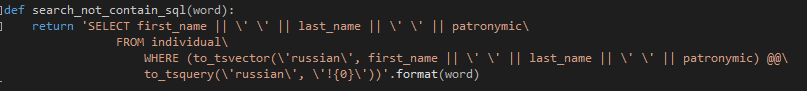 def search_not_contain_sql(word):
return 'SELECT first_name || \' \' || last_name || \' \' || patronymic\
FROM individual\
WHERE (to_tsvector(\'russian\', first_name || \' \' || last_name || \' \' || patronymic) @@\
to_tsquery(\'russian\', \'!{0}\'))'.format(word)